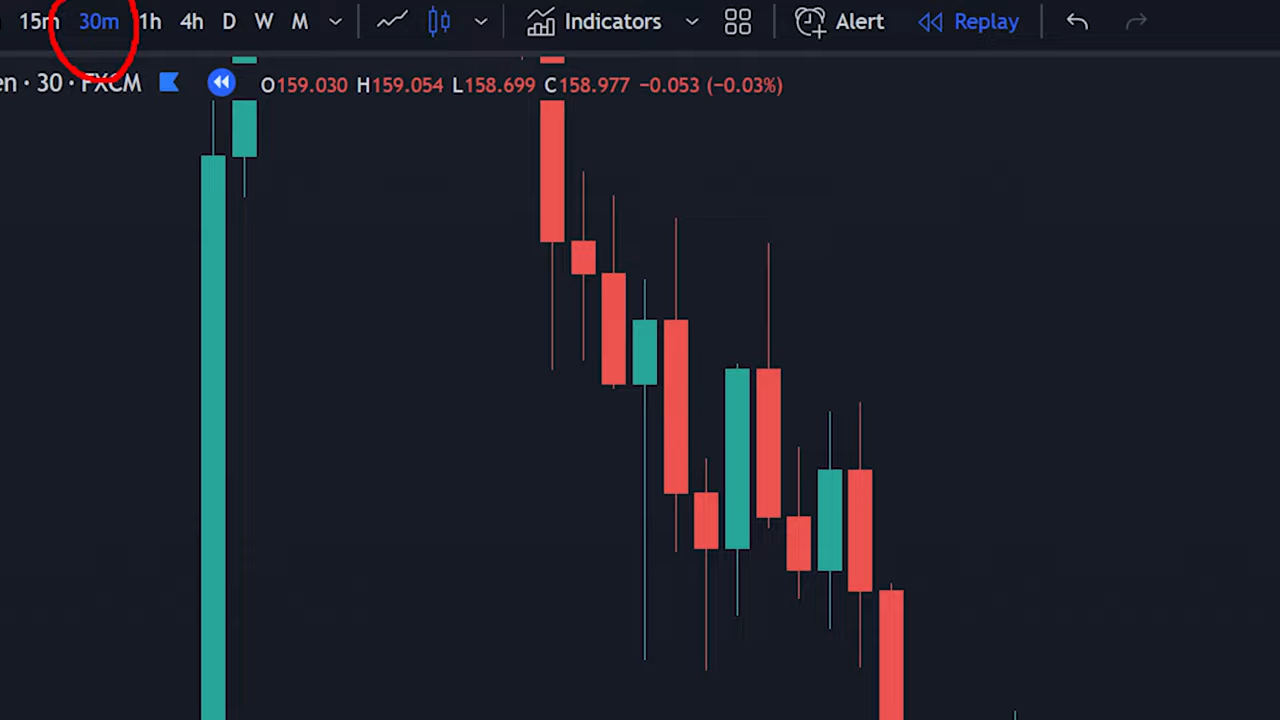 15m 30m 1h 4h D W M Indicators Alert Replay
en · 30 · FXCM O159.030 H159.054 L158.699 C158.977 −0.053 (−0.03%)